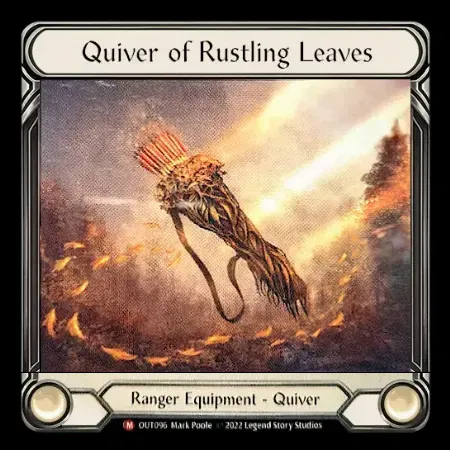 Quiver of Rustling Leaves
Ranger Equipment - Quiver
M OUT096 Mark Poole © 2022 Legend Story Studios